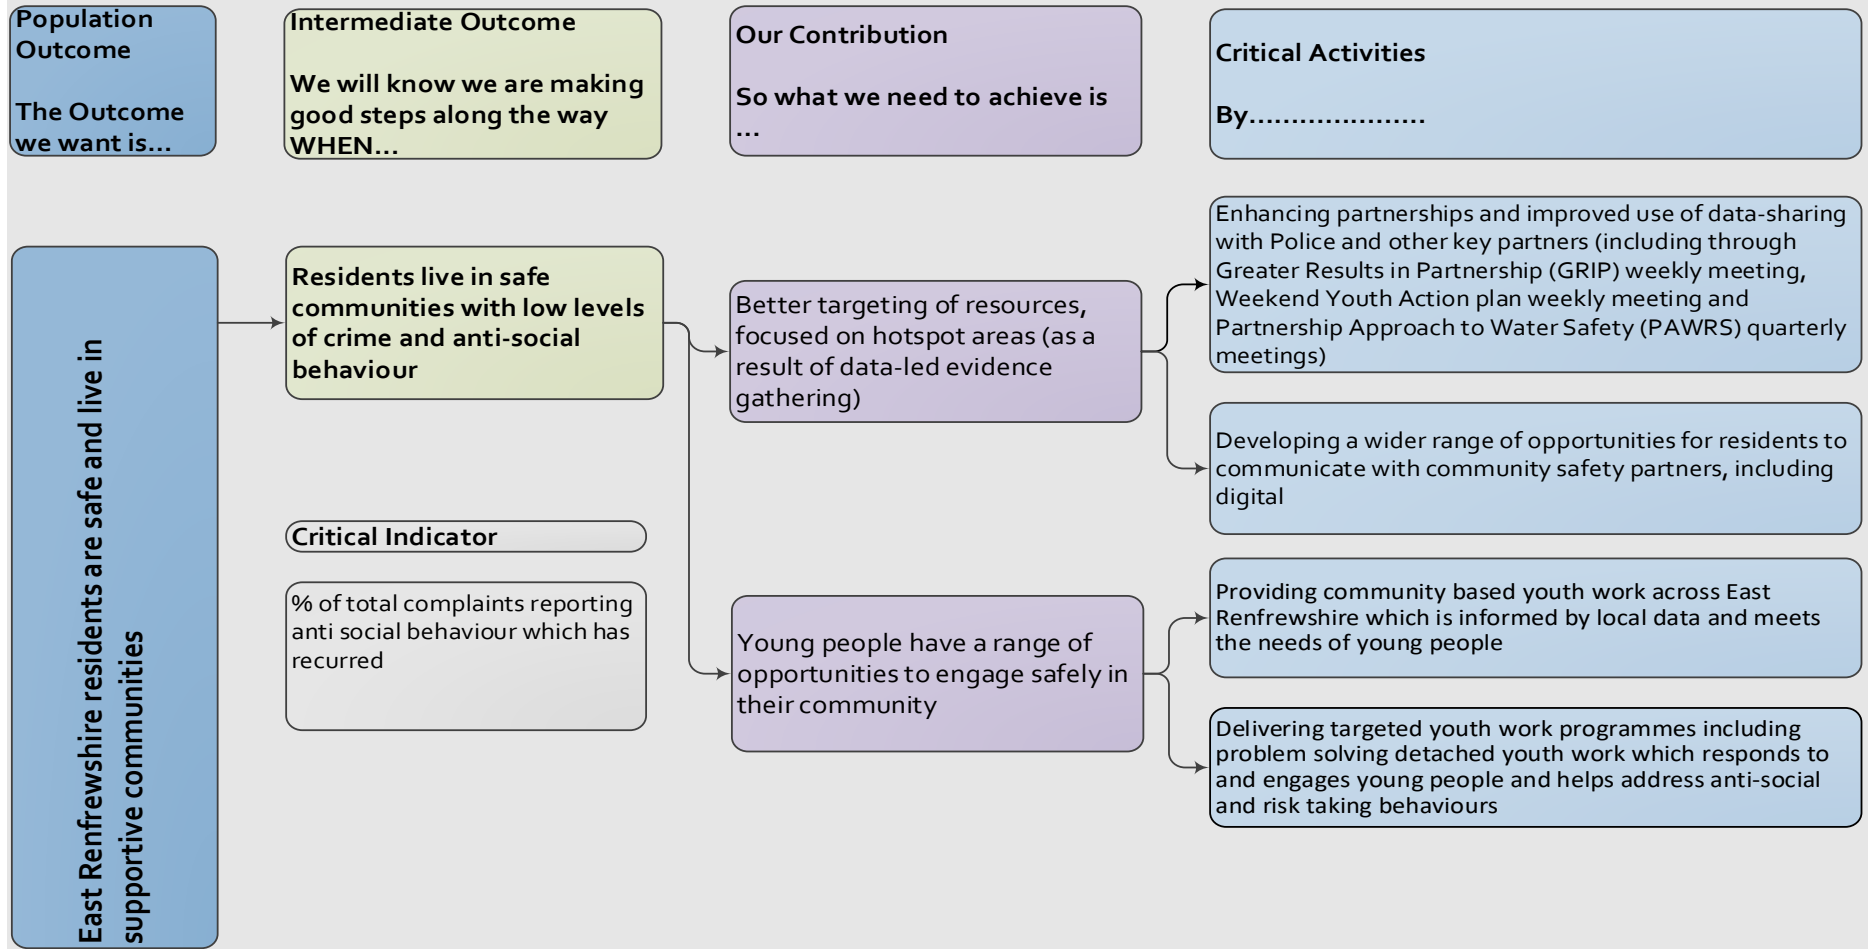 Population
Outcome
The Outcome
we want is...
Intermediate Outcome
We will know we are making
good steps along the way
WHEN...
Our Contribution
So what we need to achieve is
...
Critical Activities
By.....................
East Renfrewshire residents are safe and live in
supportive communities
Residents live in safe
communities with low levels
of crime and anti-social
behaviour
Critical Indicator
% of total complaints reporting
anti social behaviour which has
recurred
Better targeting of resources,
focused on hotspot areas (as a
result of data-led evidence
gathering)
Young people have a range of
opportunities to engage safely in
their community
Enhancing partnerships and improved use of data-sharing
with Police and other key partners (including through
Greater Results in Partnership (GRIP) weekly meeting,
Weekend Youth Action plan weekly meeting and
Partnership Approach to Water Safety (PAWRS) quarterly
meetings)
Developing a wider range of opportunities for residents to
communicate with community safety partners, including
digital
Providing community based youth work across East
Renfrewshire which is informed by local data and meets
the needs of young people
Delivering targeted youth work programmes including
problem solving detached youth work which responds to
and engages young people and helps address anti-social
and risk taking behaviours